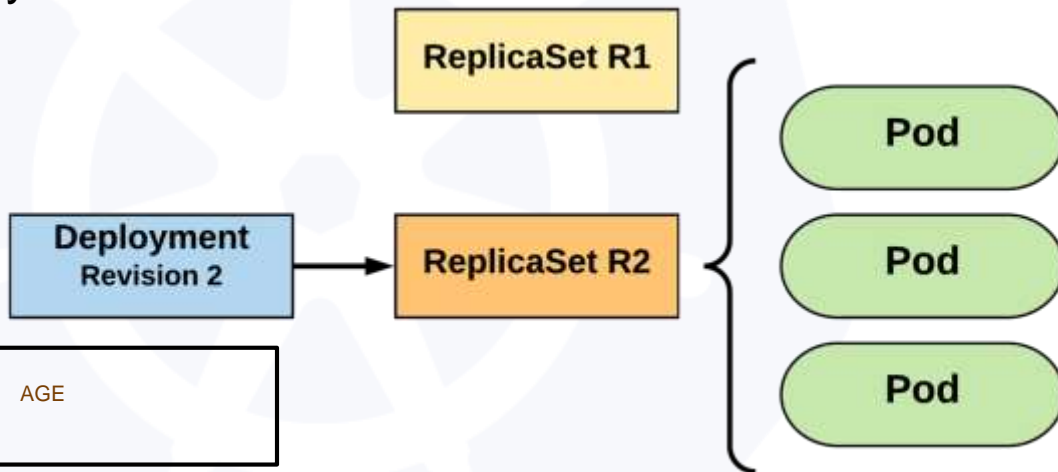 ReplicaSet R1
Pod
Deployment
Revision 2
ReplicaSet R2
Pod
AGE
Pod